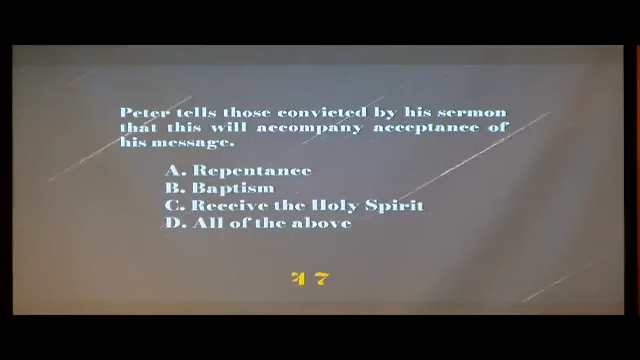 Peter tells those convicted by his sermon
that this will accompany acceptance of
his message.
A. Repentance
B. Baptism
C. Receive the Holy Spirit
D. All of the above